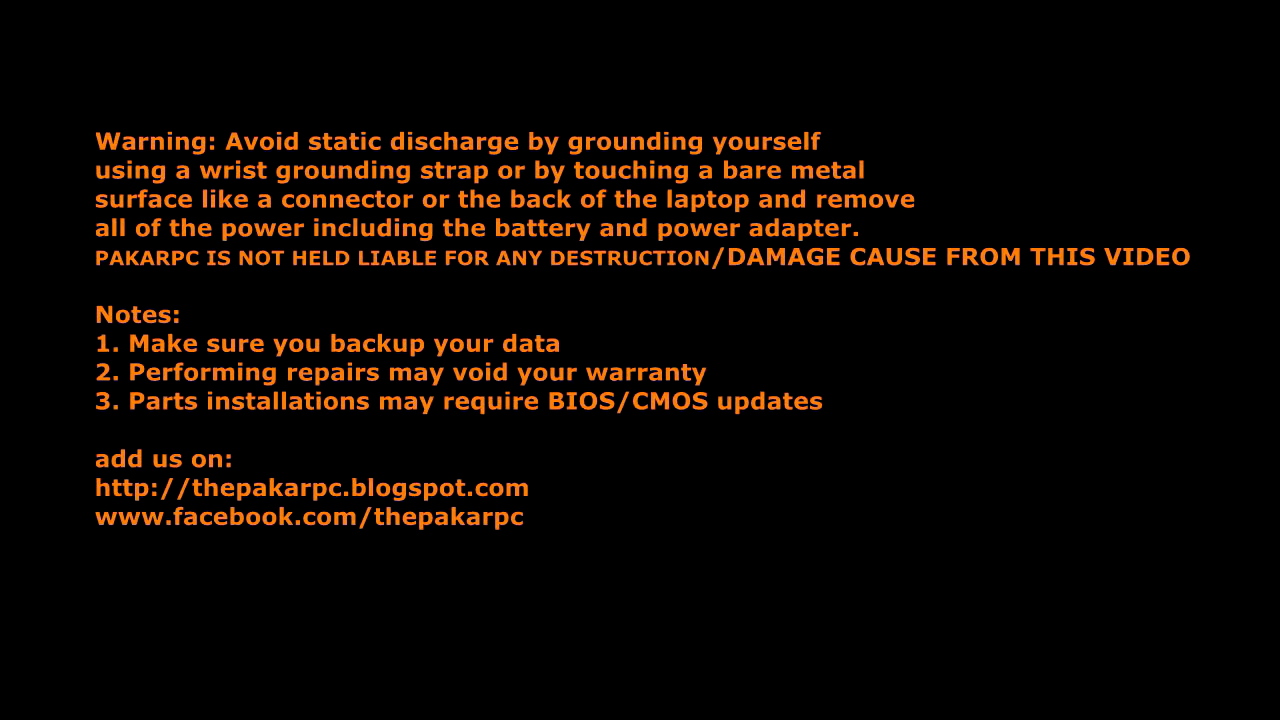 Warning: Avoid static discharge by grounding yourself
using a wrist grounding strap or by touching a bare metal
surface like a connector or the back of the laptop and remove
all of the power including the battery and power adapter.
PAKARPC IS NOT HELD LIABLE FOR ANY DESTRUCTION/DAMAGE CAUSE FROM THIS VIDEO
Notes:
1. Make sure you backup your data
2. Performing repairs may void your warranty
3. Parts installations may require BIOS/CMOS updates
add us on:
http://thepakarpc.blogspot.com
www.facebook.com/thepakarpc